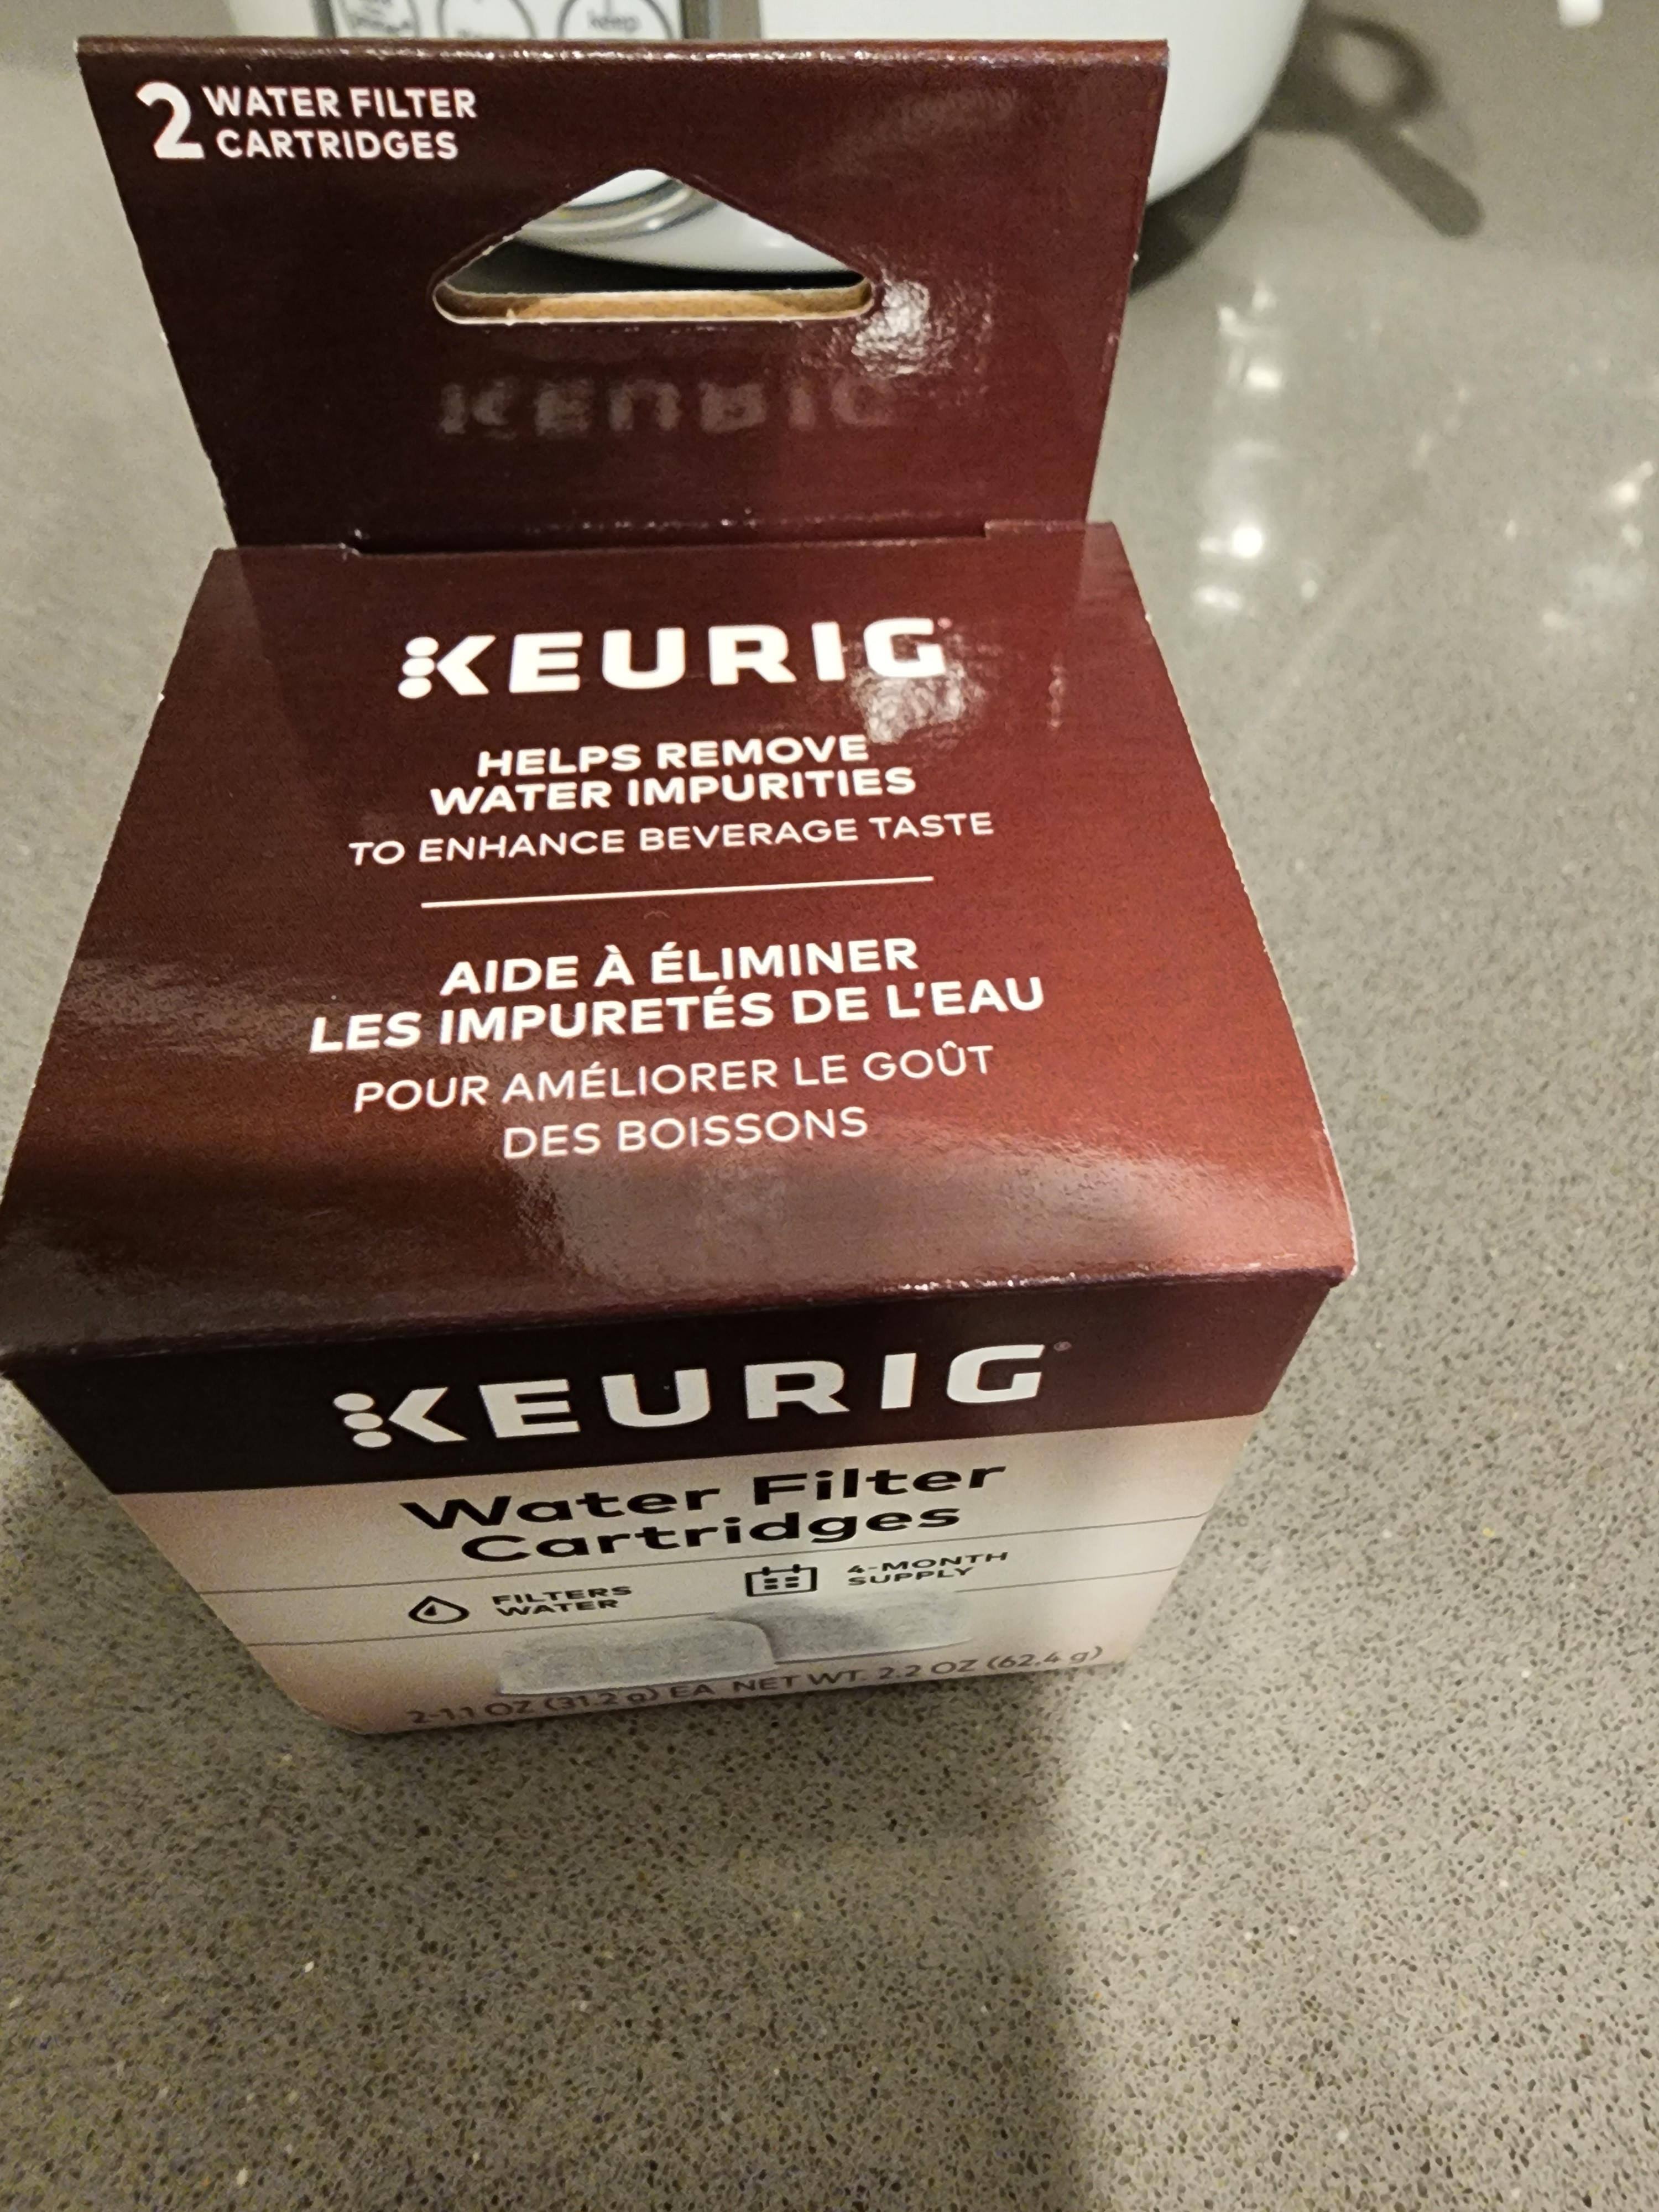 2 WATER FILTER
CARTRIDGES
KEURIG
HELPS REMOVE
WATER IMPURITIES
TO ENHANCE BEVERAGE TASTE
AIDE À ÉLIMINER
LES IMPURETÉS DE L'EAU
POUR AMÉLIORER LE GOÛT
DES BOISSONS
KEURIG®
Water Filter
Cartridges
FILTERS
WATER
4-MONTH
SUPPLY
2-1.1 OZ (31.2 g) EA NET WT. 2.2 OZ (62.4 g)